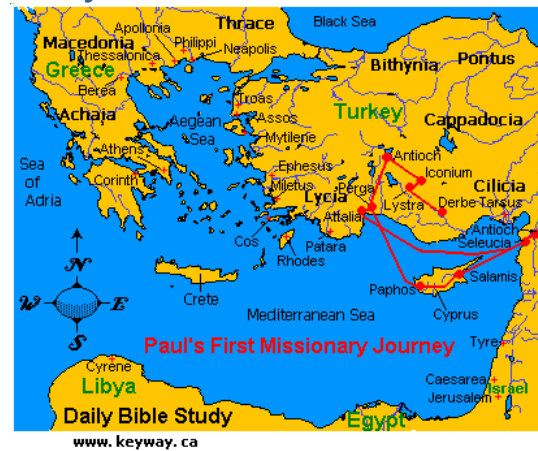 Black Sea
Thrace
Apollonia
Macedonia
Philippi
Neapolis
Thessalonica
Greece
Berea
Bithynia
Pontus
Troas
Turkey
Assos
Achaja
Aegean
Sea
Mytilene
Cappadocia
Athens
Antioch
Sea
of
Adria
Corinth
Ephesus
Iconium
Miletus
Perga
Cilicia
Lycia
Lystra
Derbe
Tarsus
Attalia
Antioch
Cos
Patara
Seleucia
Rhodes
N
W
E
S
Crete
Salamis
Paphos
Cyprus
Mediterranean Sea
Paul's First Missionary Journey
Tyre
Cyrene
Libya
Caesarea
Israel
Jerusalem
Daily Bible Study
Egypt
www.keyway.ca